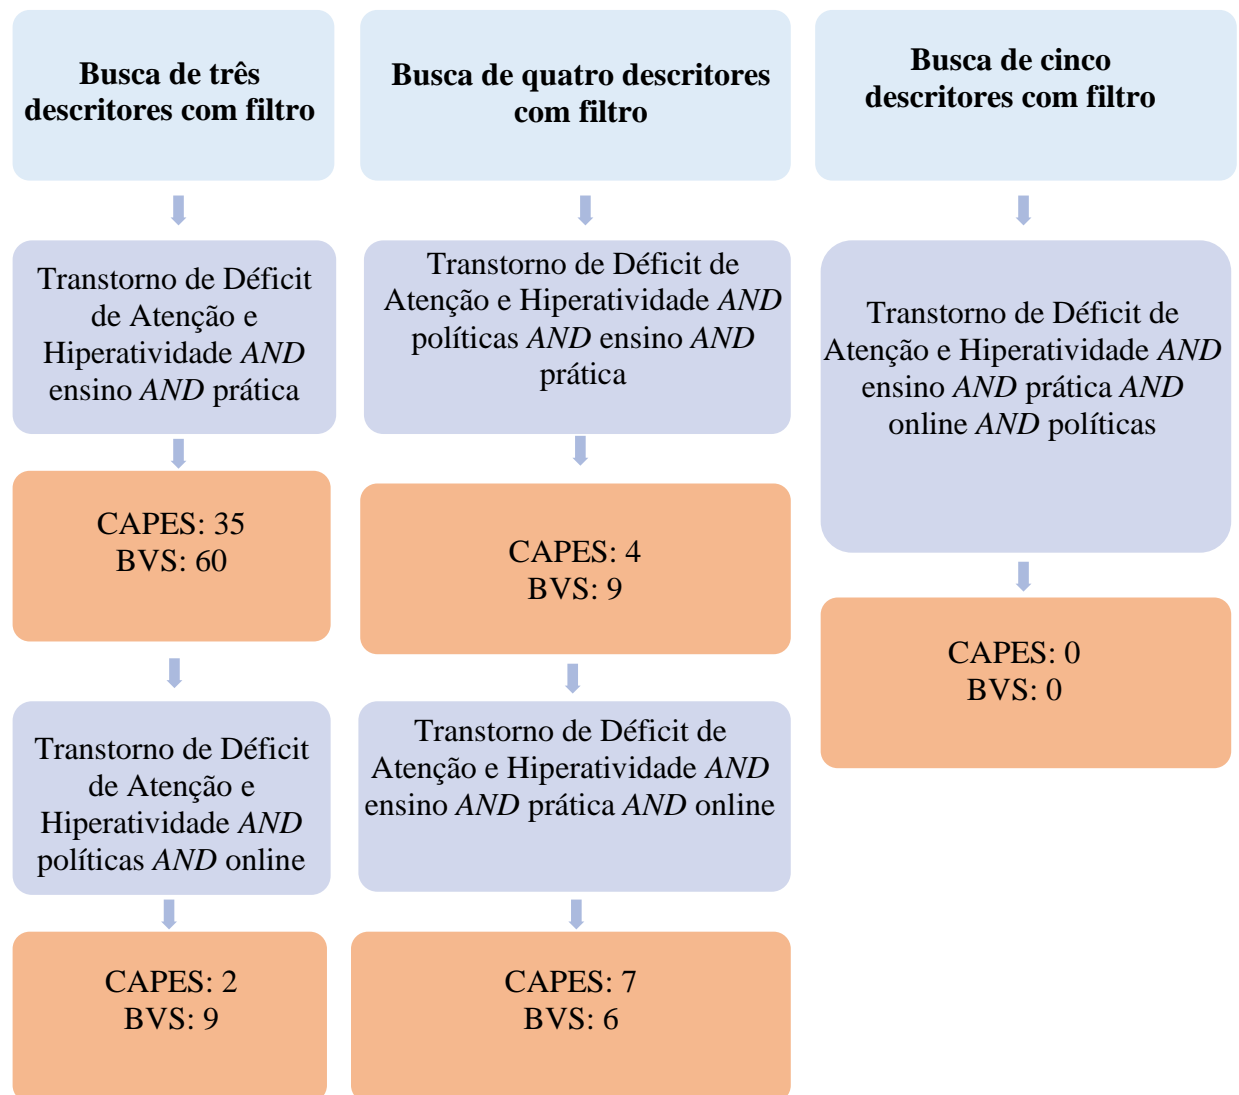 Busca de três
descritores com filtro
Transtorno de Déficit
de Atenção e
Hiperatividade AND
ensino AND prática
CAPES: 35
BVS: 60
Transtorno de Déficit
de Atenção e
Hiperatividade AND
políticas AND online
CAPES: 2
BVS: 9
Busca de quatro descritores
com filtro
Transtorno de Déficit de
Atenção e Hiperatividade AND
políticas AND ensino AND
prática
CAPES: 4
BVS: 9
Transtorno de Déficit de
Atenção e Hiperatividade AND
ensino AND prática AND online
CAPES: 7
BVS: 6
Busca de cinco
descritores com filtro
Transtorno de Déficit de
Atenção e Hiperatividade AND
ensino AND prática AND
online AND políticas
CAPES: 0
BVS: 0